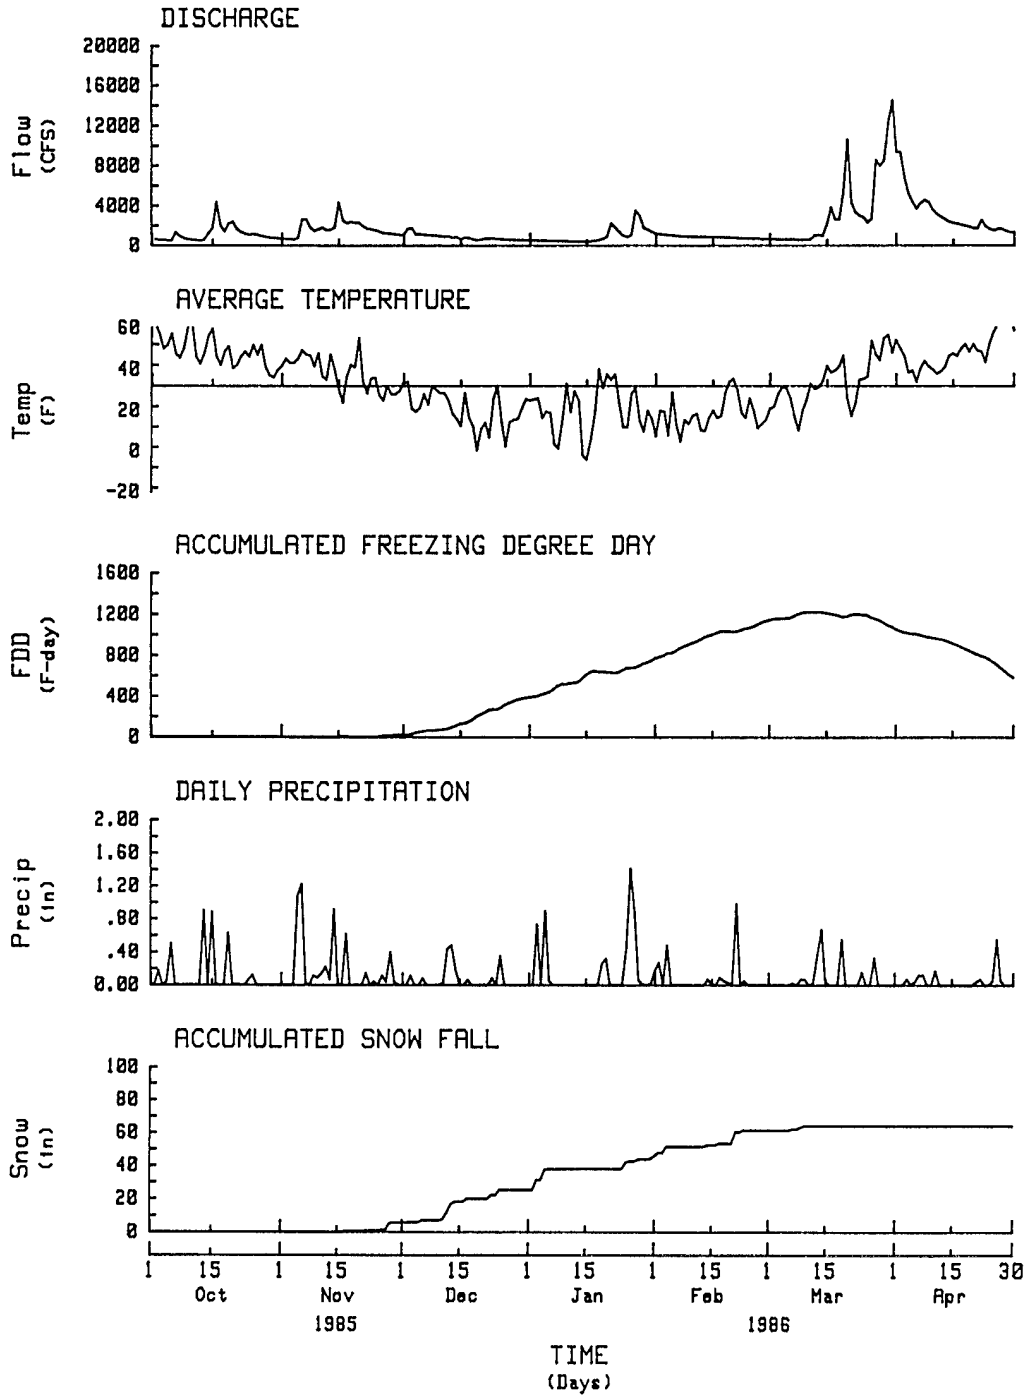 DISCHARGE
20000
16000
12000
8000
4000
0
Flow
(CFS)
AVERAGE TEMPERATURE
60
40
20
0
-20
Temp
(F)
ACCUMULATED FREEZING DEGREE DAY
1600
1200
800
400
0
FDD
(F-day)
DAILY PRECIPITATION
2.00
1.60
1.20
.80
.40
0.00
Precip
(in)
ACCUMULATED SNOW FALL
100
80
60
40
20
0
Snow
(in)
1 15 1 15 1 15 1 15 1 15 1 15 1 15 30
Oct Nov Dec Jan Feb Mar Apr
1985 1986
TIME
(Days)